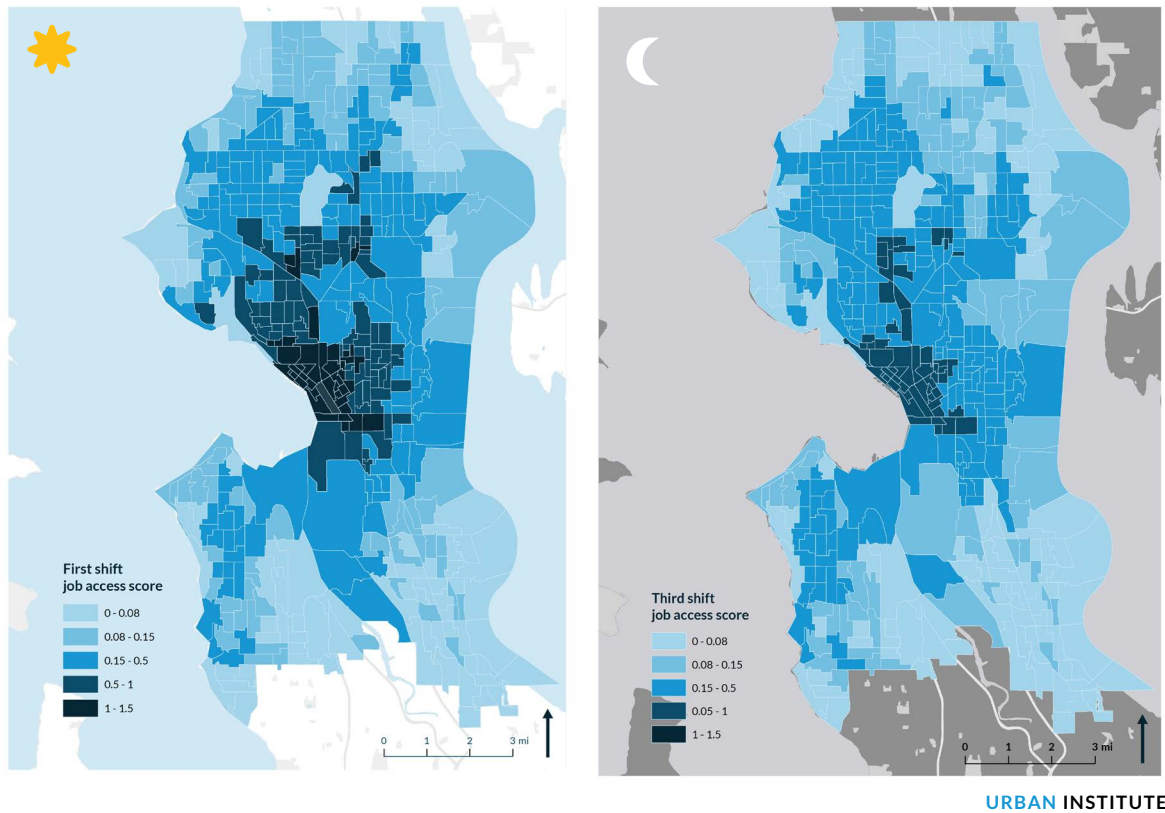 First shift
job access score
0 - 0.08
0.08 - 0.15
0.15 - 0.5
0.5 - 1
1 - 1.5
0 1 2 3 mi
Third shift
job access score
0 - 0.08
0.08 - 0.15
0.15 - 0.5
0.05 - 1
1 - 1.5
0 1 2 3 mi
URBAN INSTITUTE